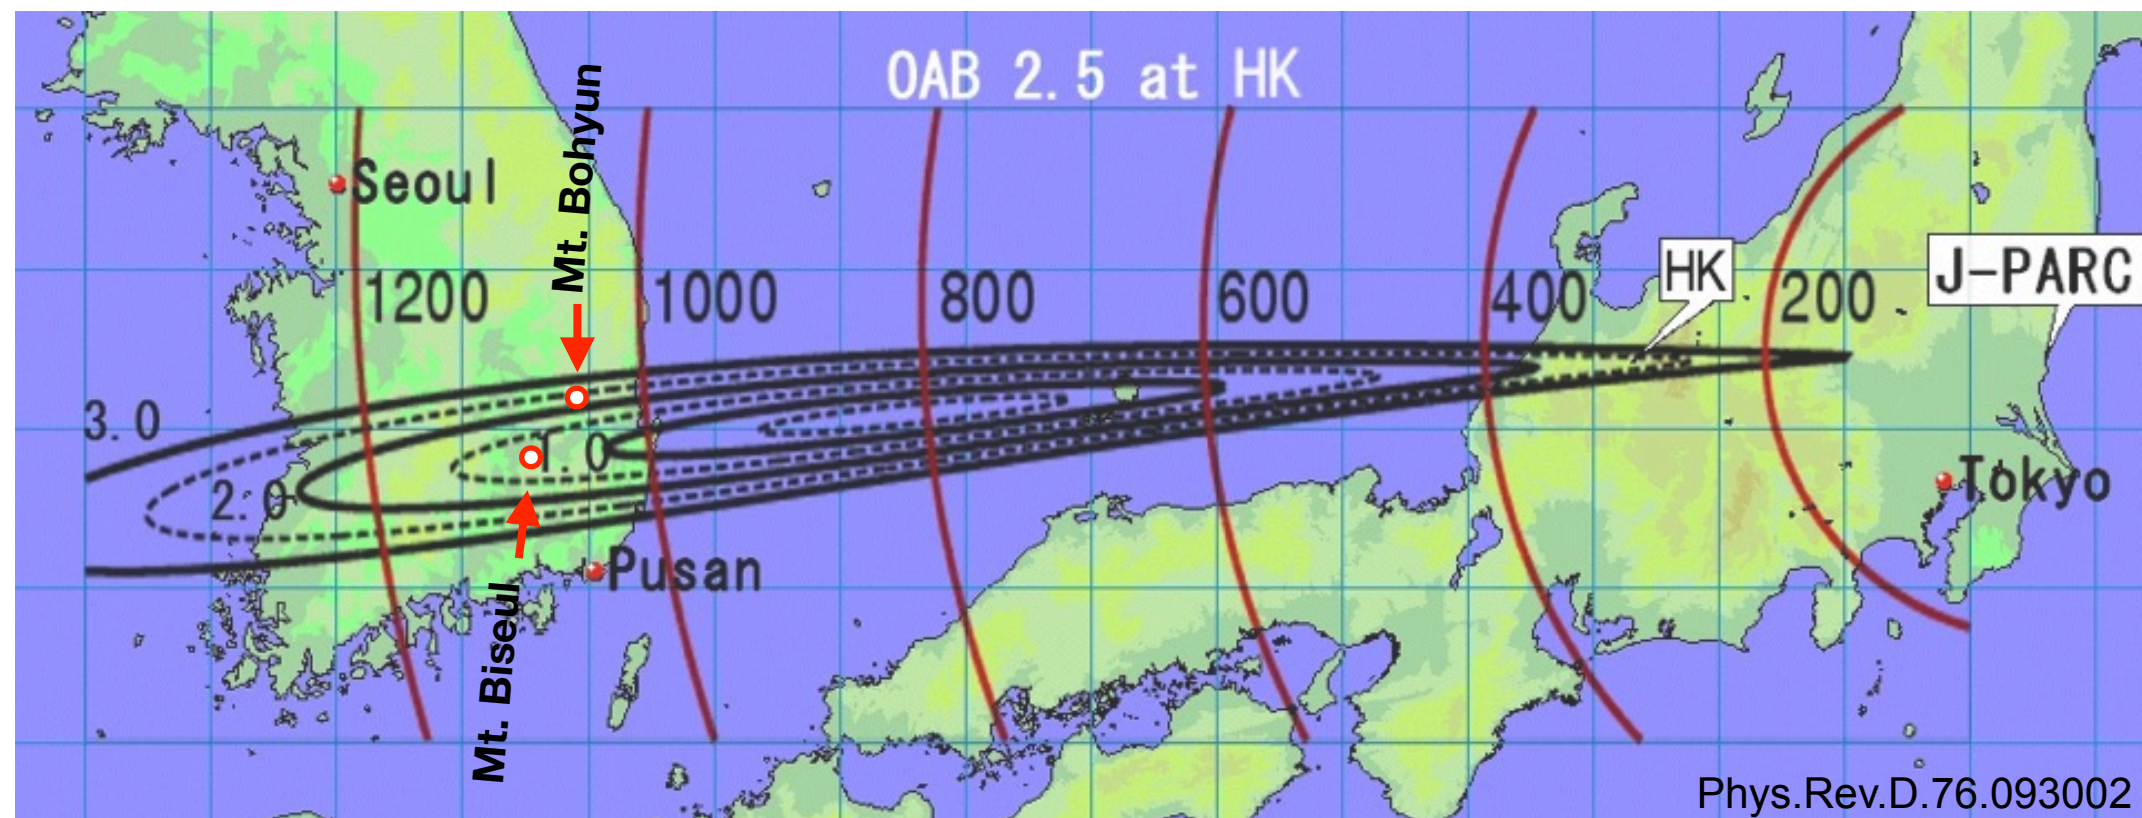 OAB 2.5 at HK
Mt. Bohyun
Seoul
HK
J-PARC
1200
1000
800
600
400
200
3.0
1.0
2.0
Tokyo
Pusan
Mt. Biseul
Phys.Rev.D.76.093002